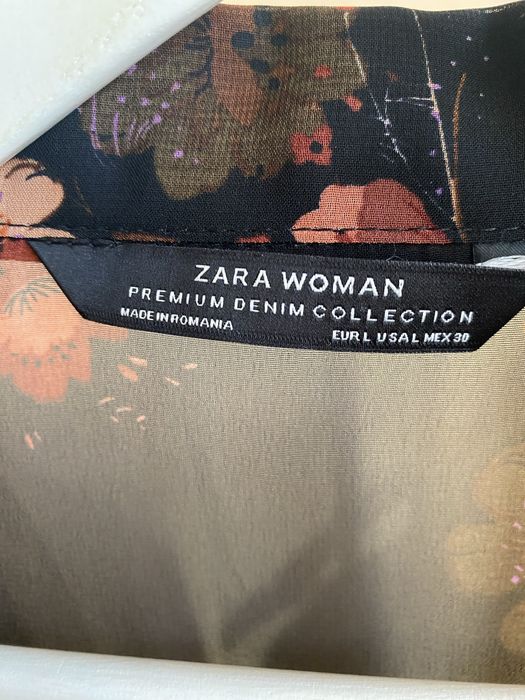 ZARA WOMAN
PREMIUM DENIM COLLECTION
MADE IN ROMANIA
EUR L USA L MEX 30